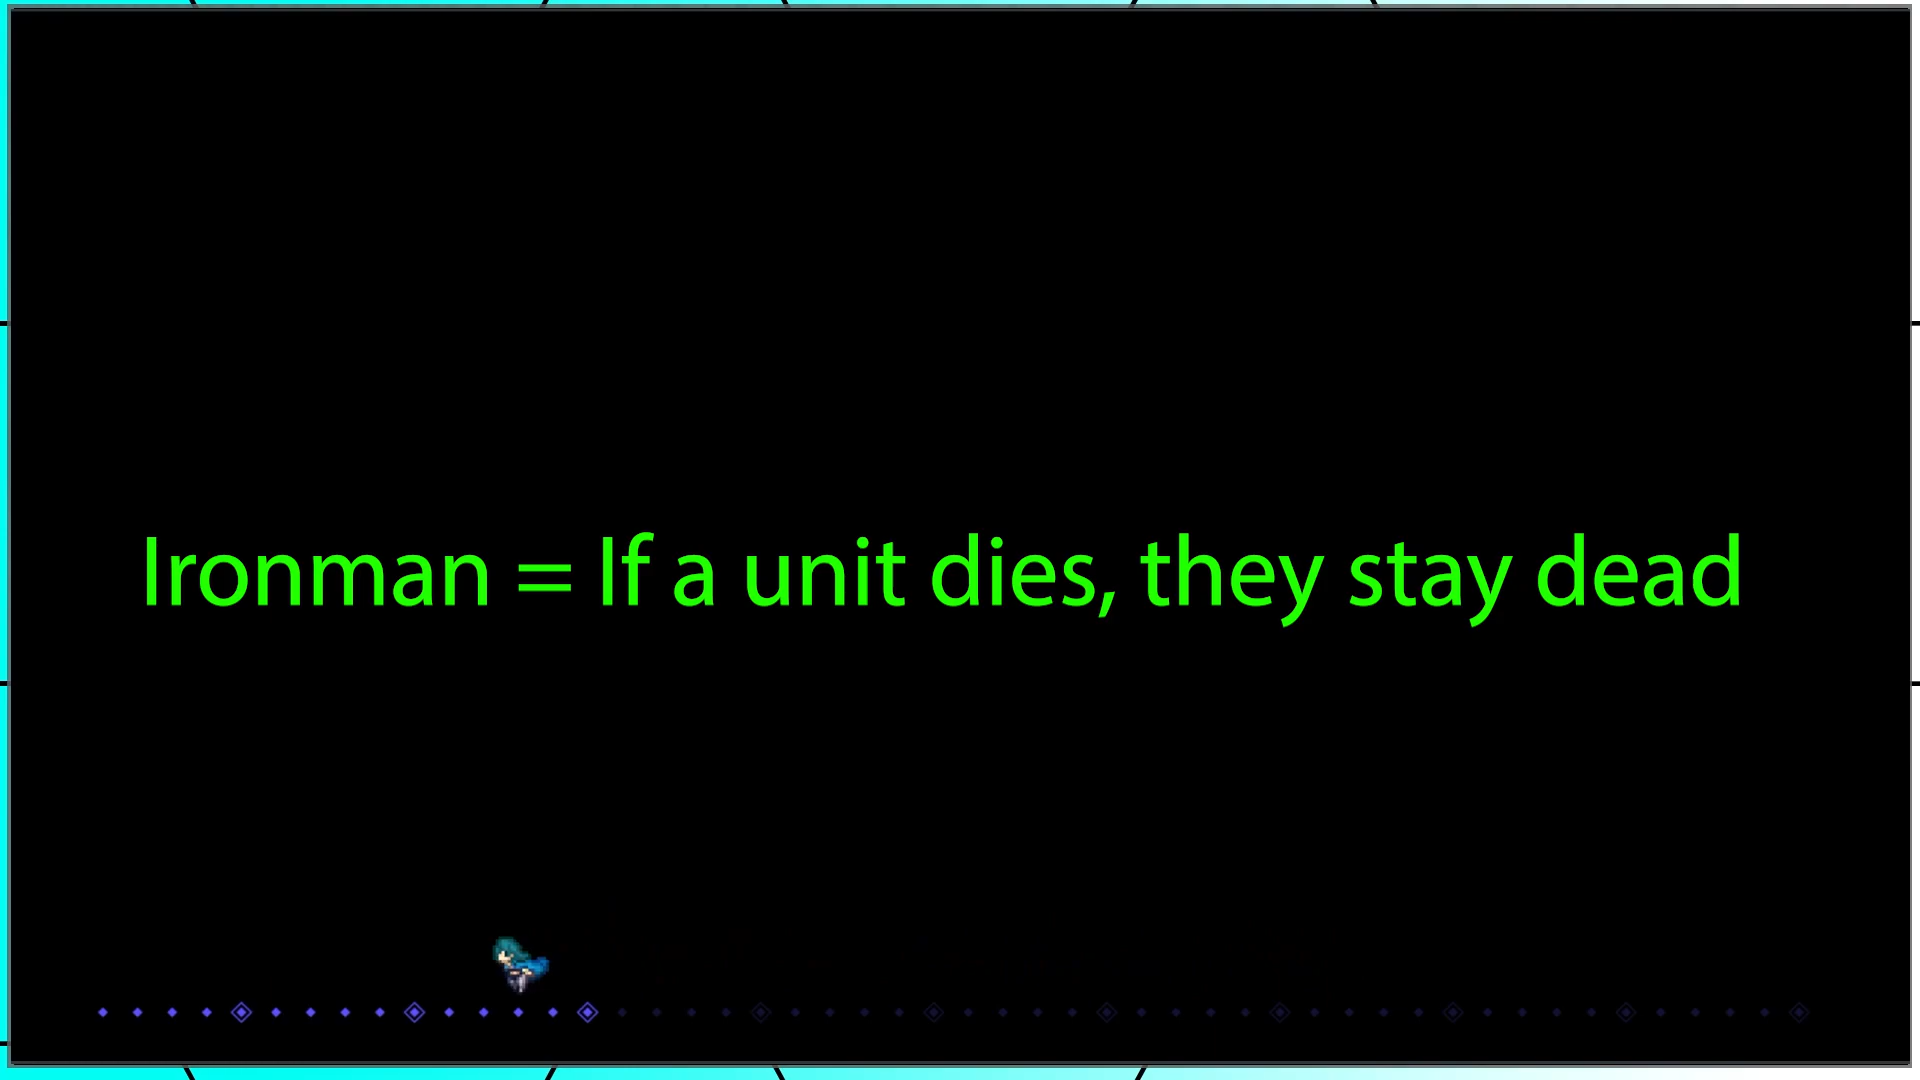 Ironman = If a unit dies, they stay dead